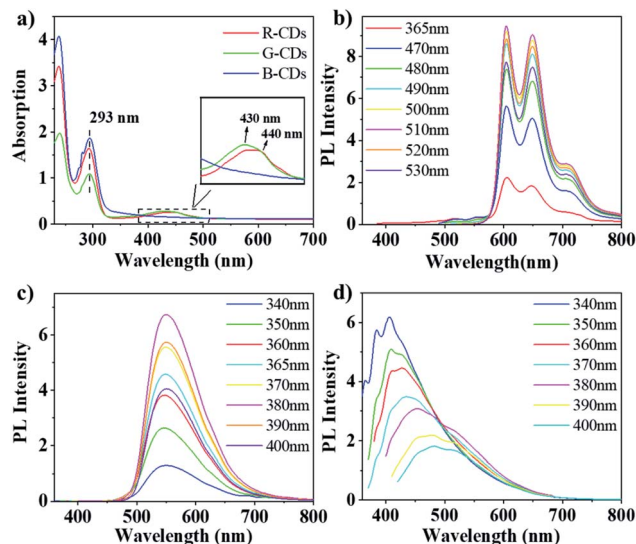 a)
4
3
2
1
0
Absorption
293 nm
R-CDs
G-CDs
B-CDs
430 nm
440 nm
300 400 500 600 700
Wavelength (nm)
b)
8
6
4
2
0
PL Intensity
365nm
470nm
480nm
490nm
500nm
510nm
520nm
530nm
400 500 600 700 800
Wavelength(nm)
c)
6
4
2
0
PL Intensity
340nm
350nm
360nm
365nm
370nm
380nm
390nm
400nm
400 500 600 700 800
Wavelength (nm)
d)
6
4
2
0
PL Intensity
340nm
350nm
360nm
370nm
380nm
390nm
400nm
400 500 600 700 800
Wavelength (nm)